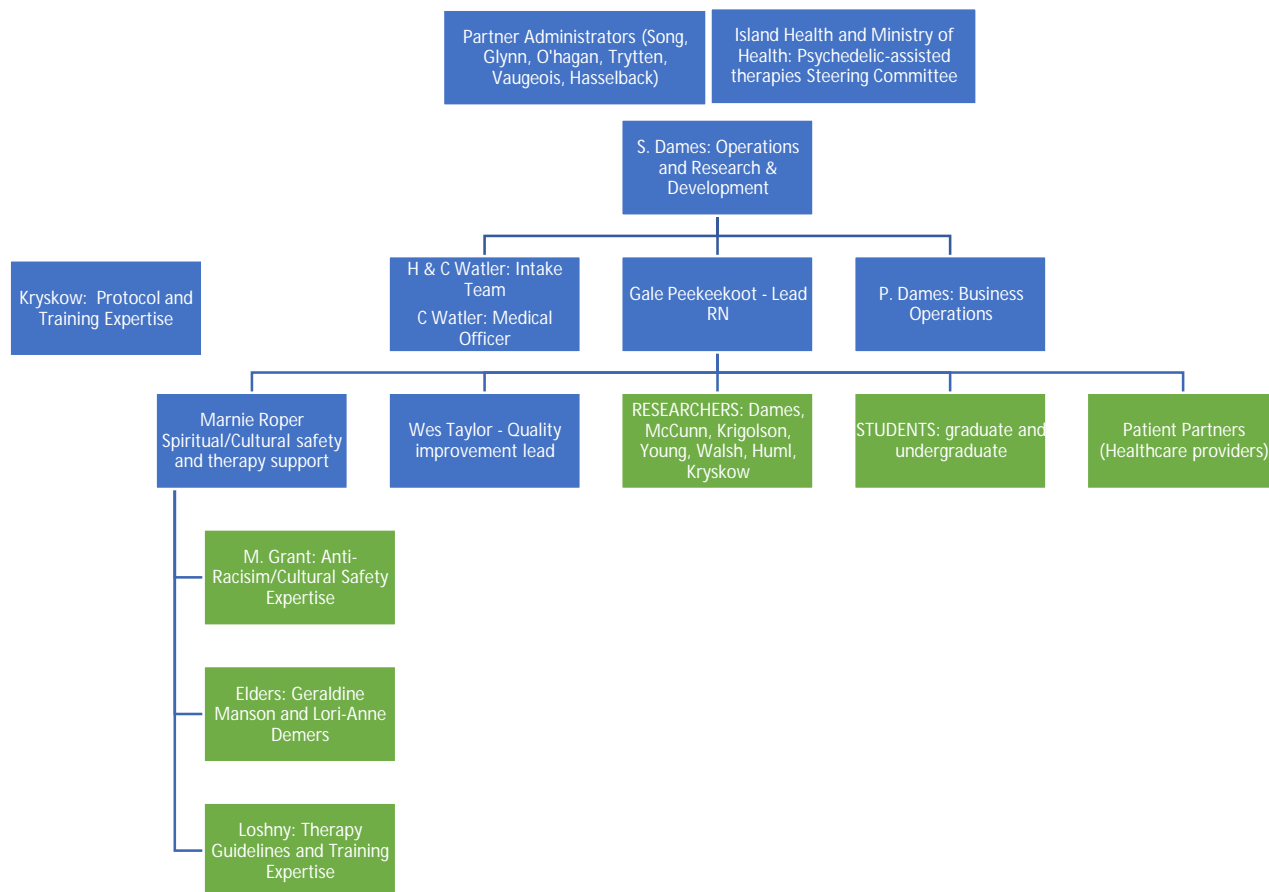 Partner Administrators (Song,
Glynn, O'hagan, Trytten,
Vaugeois, Hasselback)
Island Health and Ministry of
Health: Psychedelic-assisted
therapies Steering Committee
S. Dames: Operations
and Research &
Development
Kryskow:  Protocol and
Training Expertise
H & C Watler: Intake
Team
C Watler: Medical
Officer
Gale Peekeekoot - Lead
RN
P. Dames: Business
Operations
Marnie Roper
Spiritual/Cultural safety
and therapy support
Wes Taylor - Quality
improvement lead
RESEARCHERS: Dames,
McCunn, Krigolson,
Young, Walsh, Huml,
Kryskow
STUDENTS: graduate and
undergraduate
Patient Partners
(Healthcare providers)
M. Grant: Anti-
Racisim/Cultural Safety
Expertise
Elders: Geraldine
Manson and Lori-Anne
Demers
Loshny: Therapy
Guidelines and Training
Expertise